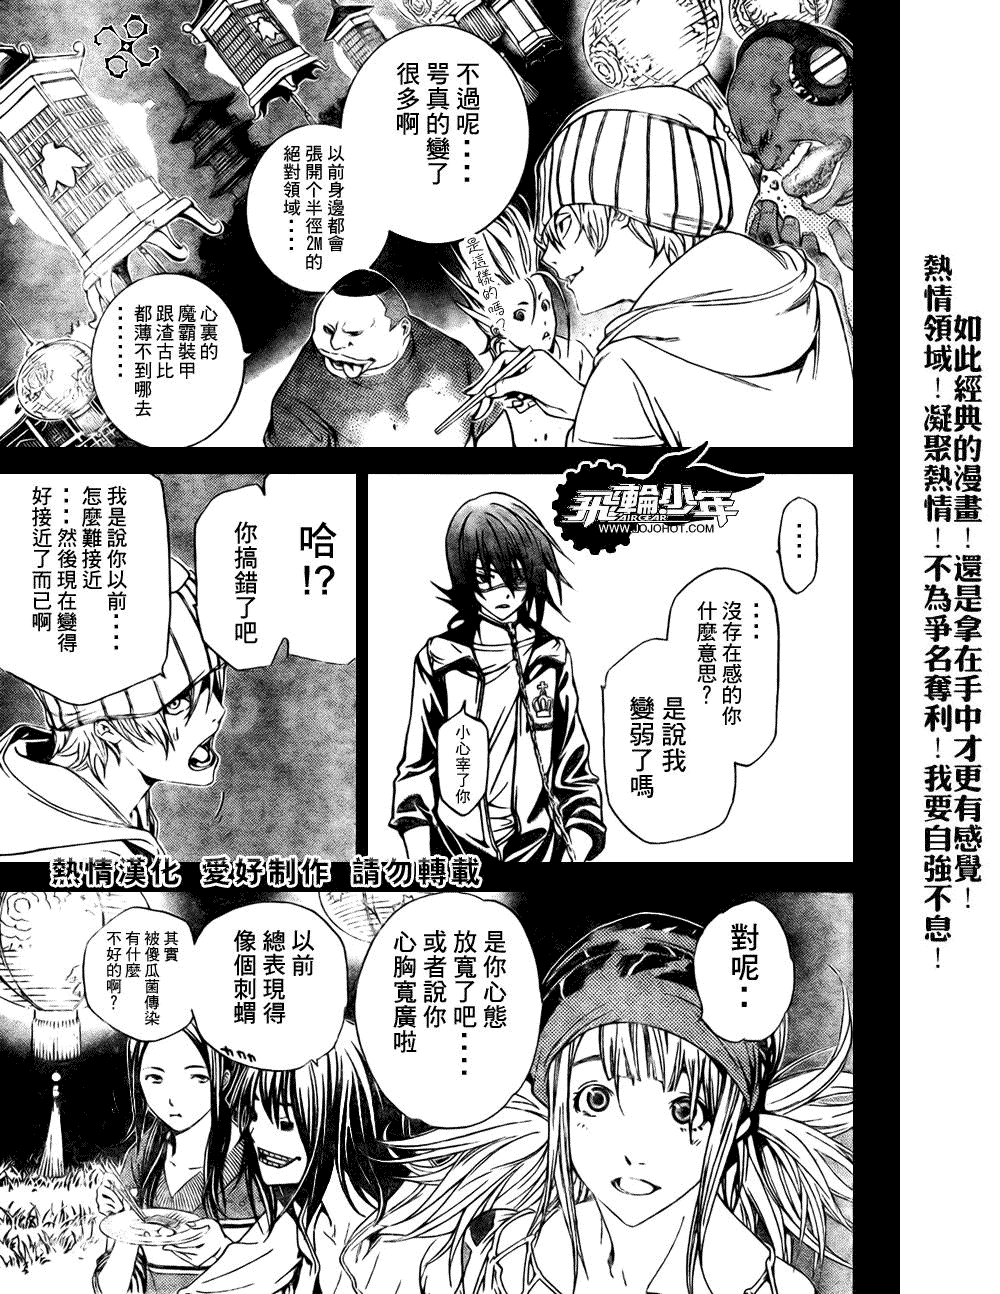 不過呢‥‥
咢真的變了
很多啊
以前身邊都會
張開个半徑2M的
絕對領域‥‥
心裏的
魔霸裝甲
跟渣古比
都薄不到哪去
‥‥‥‥
是這樣的嗎?
‥‥
‥‥
沒存在感的你
什麼意思?
是說我
變弱了嗎
小心宰了你
飛輪少年
AIRGEAR
WWW.JOJOHOT.COM
哈!?
你搞錯了吧
我是說你以前‥‥
怎麼難接近
‥‥然後現在變得
好接近了而已啊
熱情漢化 愛好制作 請勿轉載
對呢‥
是你心態
放寬了吧‥‥
或者說你
心胸寬廣啦
以前
總表現得
像個刺蝟
其實
被傻瓜菌傳染
有什麼
不好的啊?
如此經典的漫畫!還是拿在手中才更有感覺!
熱情領域!凝聚熱情!不為爭名奪利!我要自強不息!